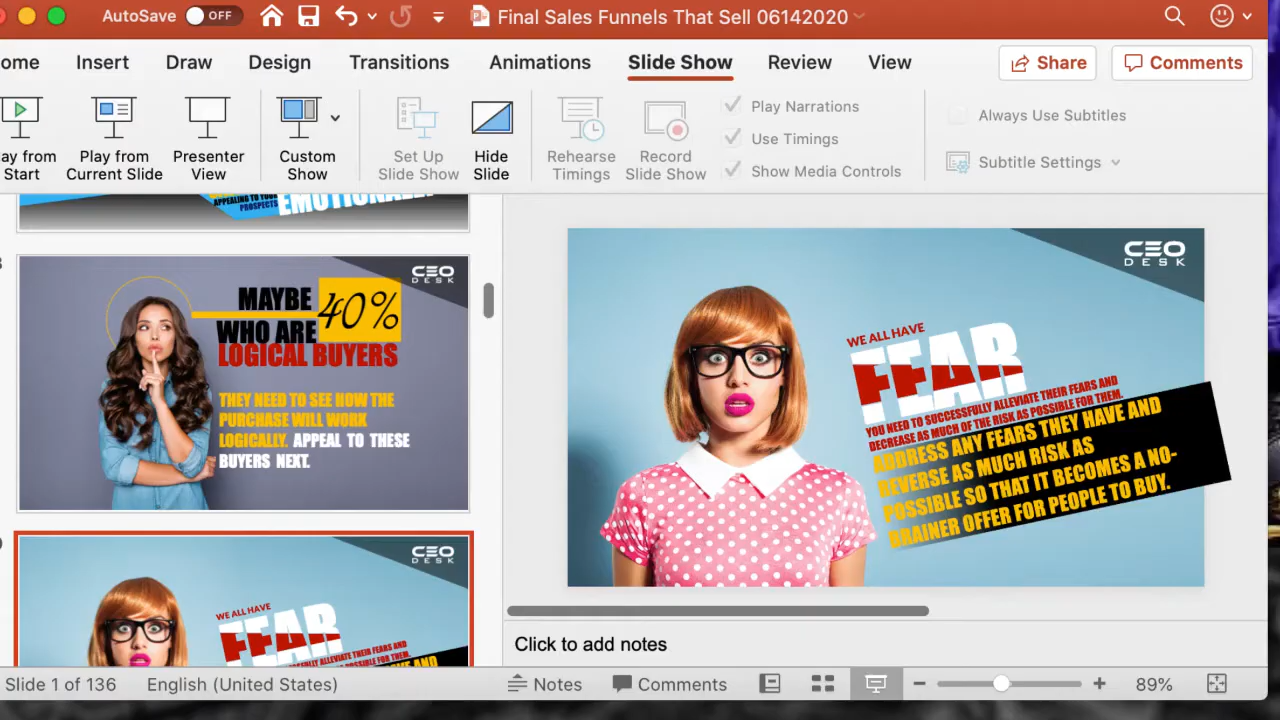 AutoSave OFF Final Sales Funnels That Sell 06142020
ome Insert Draw Design Transitions Animations Slide Show Review View Share Comments
ay from Start
Play from Current Slide
Presenter View
Custom Show
Set Up Slide Show
Hide Slide
Rehearse Timings
Record Slide Show
Play Narrations
Use Timings
Show Media Controls
Always Use Subtitles
Subtitle Settings
APPEALING TO YOUR
PROSPECTS
EMOTIONALLY
CEO
DESK
MAYBE 40%
WHO ARE
LOGICAL BUYERS
THEY NEED TO SEE HOW THE
PURCHASE WILL WORK
LOGICALLY. APPEAL TO THESE
BUYERS NEXT.
CEO
DESK
WE ALL HAVE
FEAR
CEO
DESK
WE ALL HAVE
FEAR
YOU NEED TO SUCCESSFULLY ALLEVIATE THEIR FEARS AND
DECREASE AS MUCH OF THE RISK AS POSSIBLE FOR THEM.
ADDRESS ANY FEARS THEY HAVE AND
REVERSE AS MUCH RISK AS
POSSIBLE SO THAT IT BECOMES A NO-
BRAINER OFFER FOR PEOPLE TO BUY.
Click to add notes
Slide 1 of 136 English (United States) Notes Comments 89%